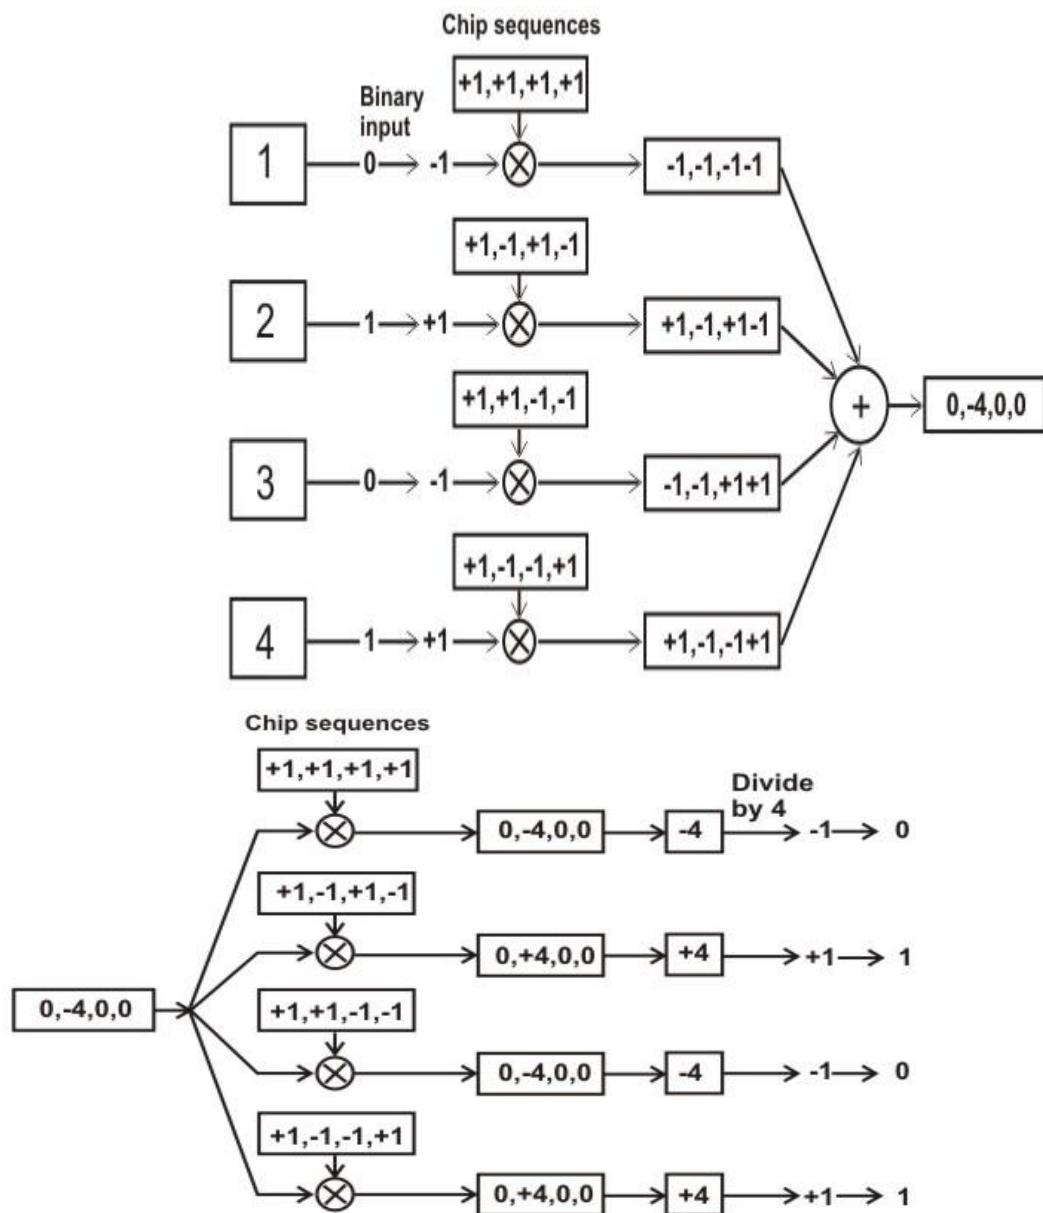 Chip sequences
+1,+1,+1,+1
Binary
input
1 0 -1 -1,-1,-1-1
+1,-1,+1,-1
2 1 +1 +1,-1,+1-1
+1,+1,-1,-1
+ 0,-4,0,0
3 0 -1 -1,-1,+1+1
+1,-1,-1,+1
4 1 +1 +1,-1,-1+1
Chip sequences
+1,+1,+1,+1
Divide
by 4
0,-4,0,0 -4 -1 0
+1,-1,+1,-1
0,+4,0,0 +4 +1 1
0,-4,0,0
+1,+1,-1,-1
0,-4,0,0 -4 -1 0
+1,-1,-1,+1
0,+4,0,0 +4 +1 1